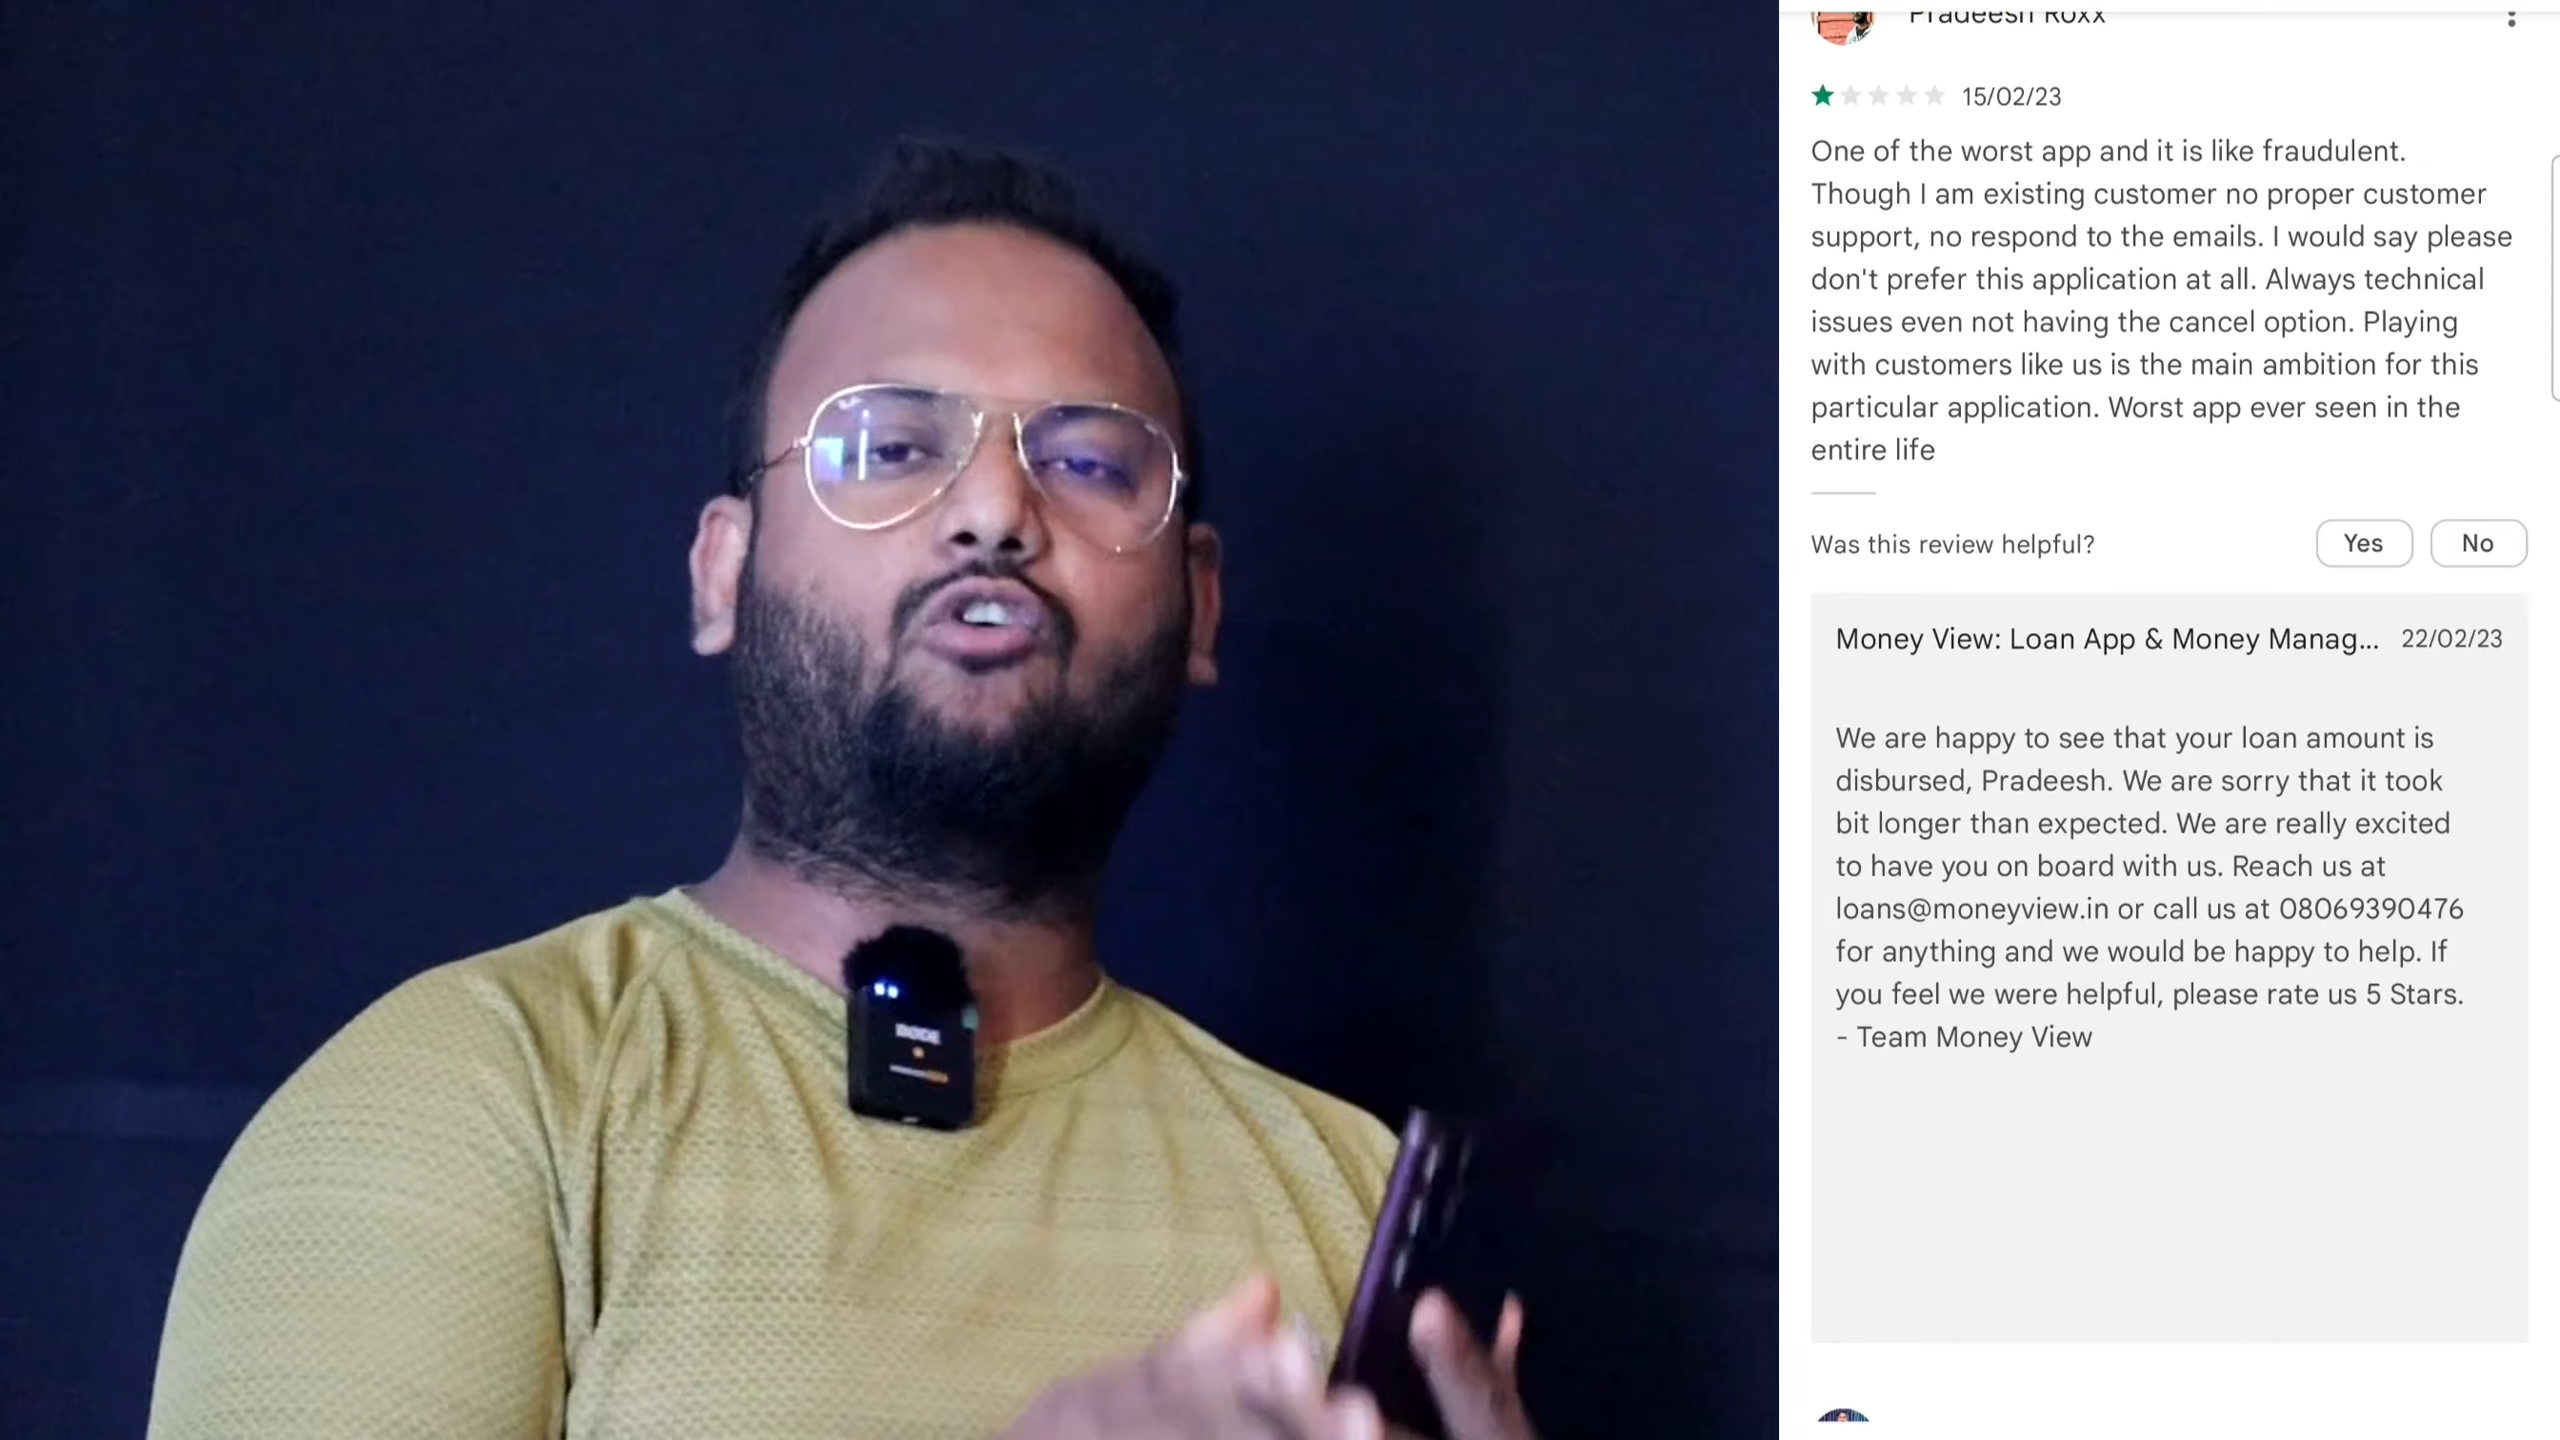 Pradeesh Roxx
15/02/23
One of the worst app and it is like fraudulent.
Though I am existing customer no proper customer
support, no respond to the emails. I would say please
don't prefer this application at all. Always technical
issues even not having the cancel option. Playing
with customers like us is the main ambition for this
particular application. Worst app ever seen in the
entire life
Was this review helpful? Yes No
Money View: Loan App & Money Manag... 22/02/23
We are happy to see that your loan amount is
disbursed, Pradeesh. We are sorry that it took
bit longer than expected. We are really excited
to have you on board with us. Reach us at
loans@moneyview.in or call us at 08069390476
for anything and we would be happy to help. If
you feel we were helpful, please rate us 5 Stars.
- Team Money View